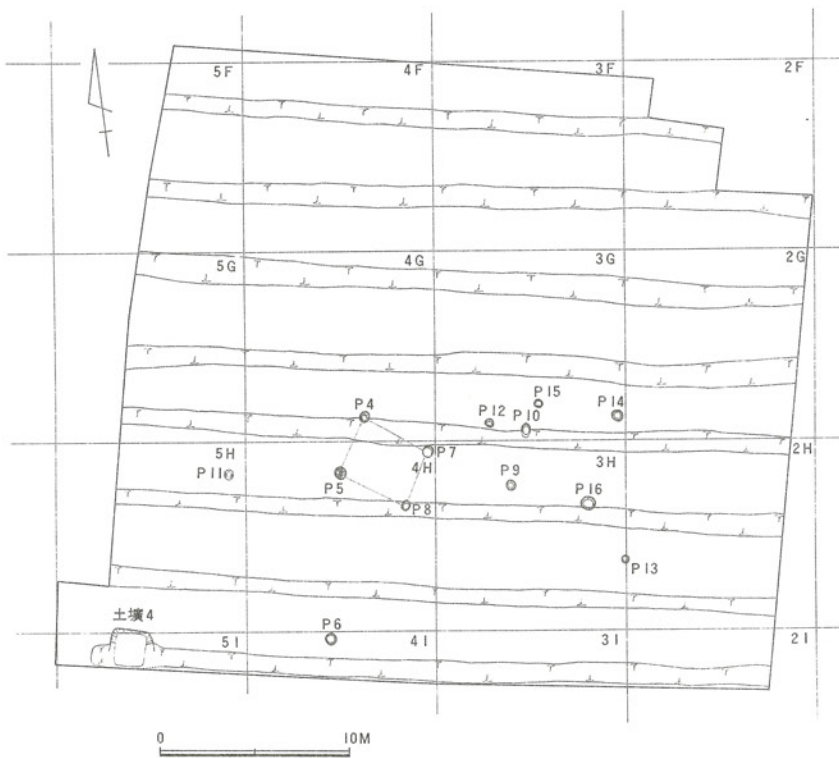 5F 4F 3F 2F
5G 4G 3G 2G
P15
P4 P12 P10 P14
5H P7 3H 2H
P11 4H P9
P5 P16
P8
P13
土壙4
P6
5I 4I 3I 2I
0 10M